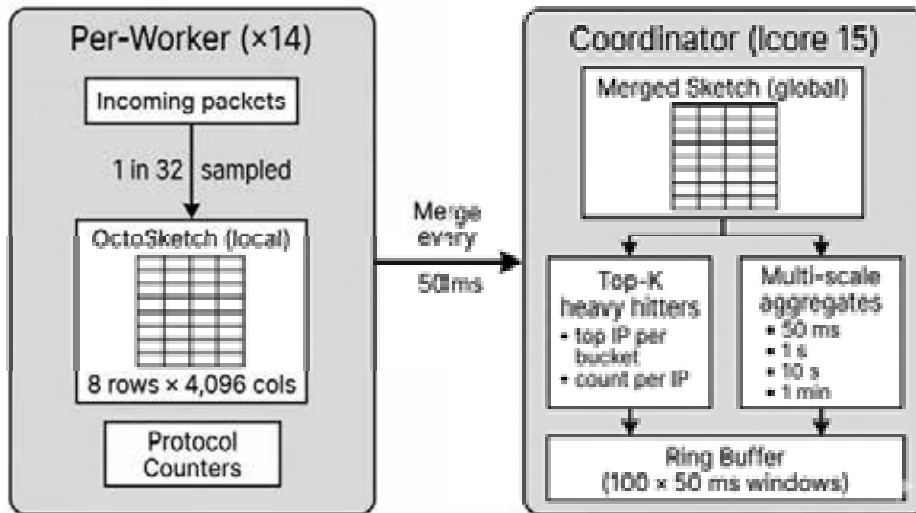 Per-Worker (×14)
Incoming packets
1 in 32 sampled
OctoSketch (local)
8 rows × 4,096 cols
Protocol
Counters
Merge
every
50ms
Coordinator (lcore 15)
Merged Sketch (global)
Top-K
heavy hitters
• top IP per
bucket
• count per IP
Multi-scale
aggregates
• 50 ms
• 1 s
• 10 s
• 1 min
Ring Buffer
(100 × 50 ms windows)